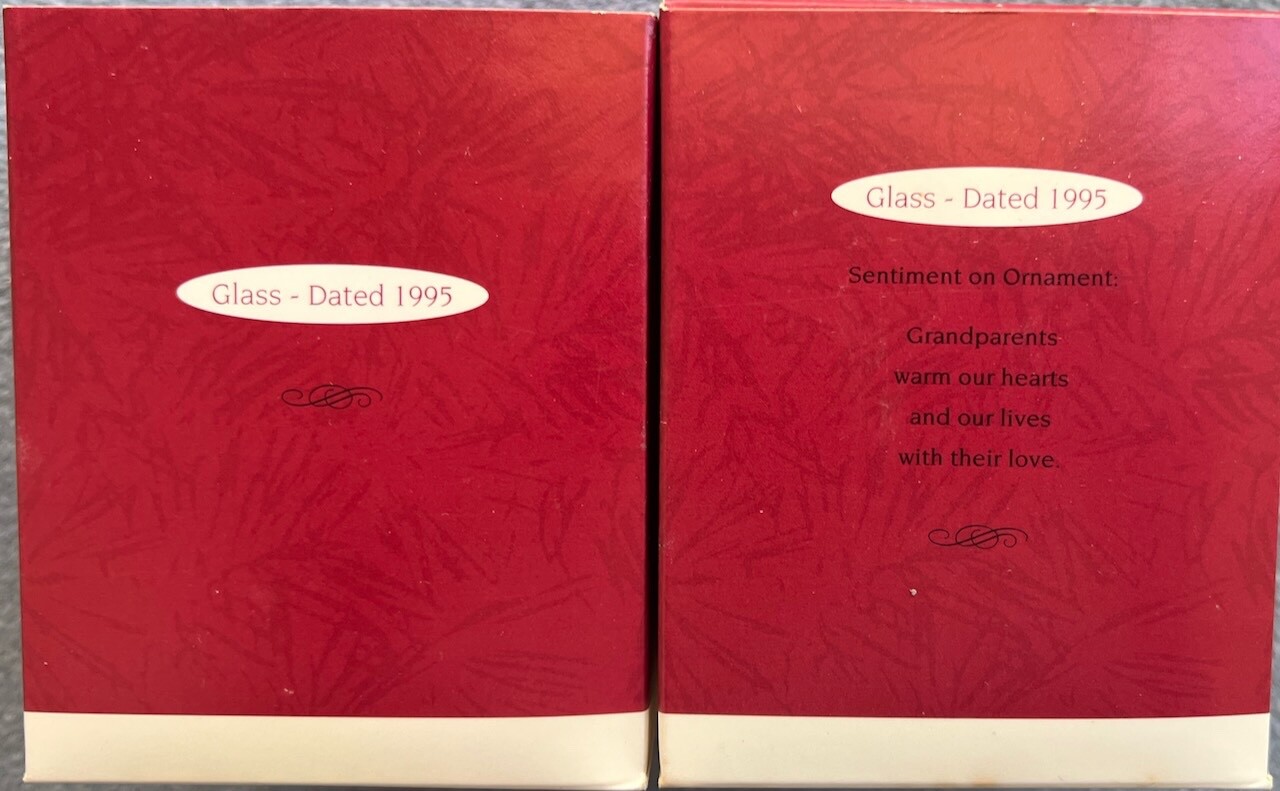 Glass - Dated 1995
Glass - Dated 1995
Sentiment on Ornament:
Grandparents
warm our hearts
and our lives
with their love.